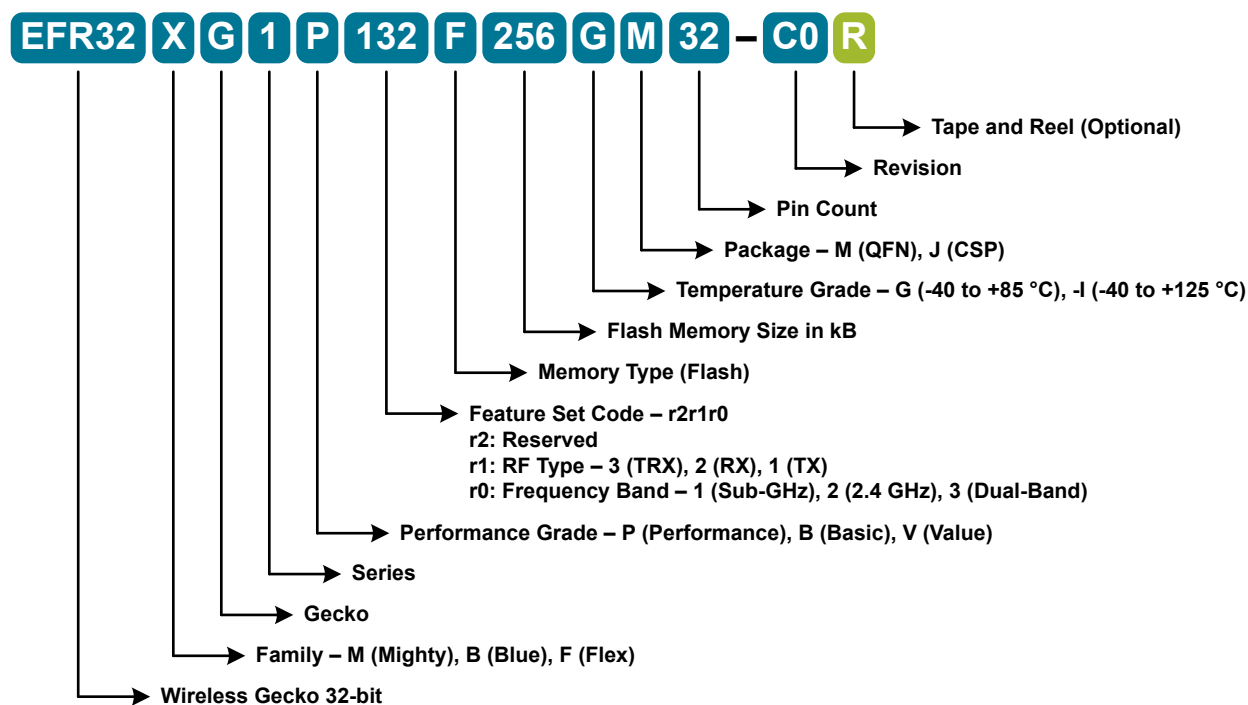 EFR32 X G 1 P 132 F 256 G M 32 – C0 R
Tape and Reel (Optional)
Revision
Pin Count
Package – M (QFN), J (CSP)
Temperature Grade – G (-40 to +85 °C), -I (-40 to +125 °C)
Flash Memory Size in kB
Memory Type (Flash)
Feature Set Code – r2r1r0
r2: Reserved
r1: RF Type – 3 (TRX), 2 (RX), 1 (TX)
r0: Frequency Band – 1 (Sub-GHz), 2 (2.4 GHz), 3 (Dual-Band)
Performance Grade – P (Performance), B (Basic), V (Value)
Series
Gecko
Family – M (Mighty), B (Blue), F (Flex)
Wireless Gecko 32-bit